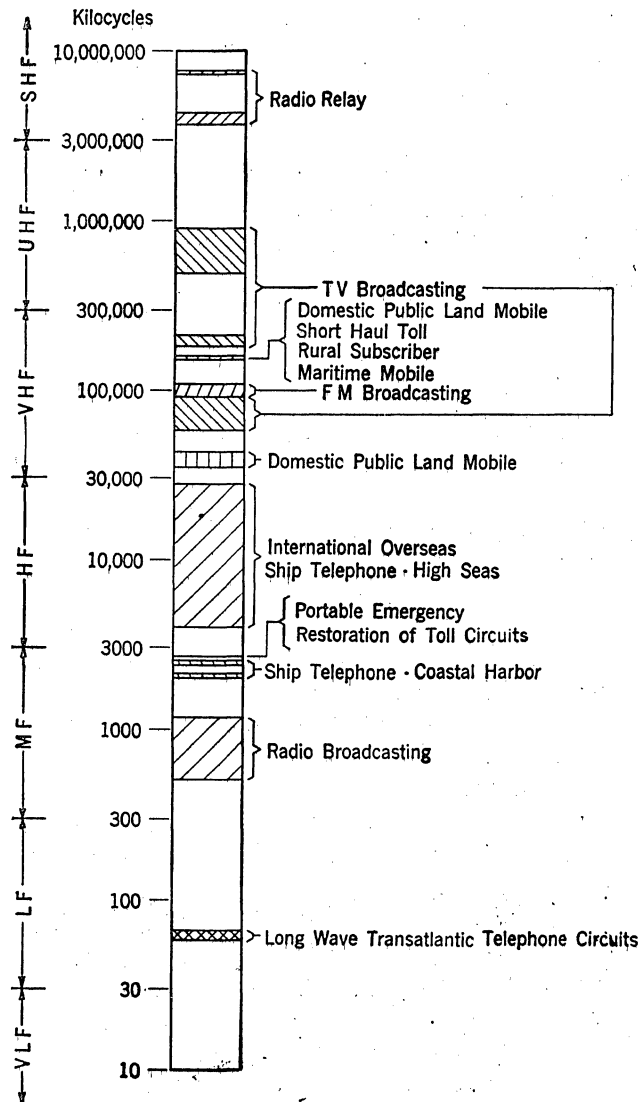 Kilocycles
10,000,000
SHF
Radio Relay
3,000,000
UHF
1,000,000
TV Broadcasting
300,000
Domestic Public Land Mobile
Short Haul Toll
Rural Subscriber
Maritime Mobile
VHF
100,000
FM Broadcasting
Domestic Public Land Mobile
30,000
HF
10,000
International Overseas
Ship Telephone · High Seas
Portable Emergency
Restoration of Toll Circuits
3000
Ship Telephone · Coastal Harbor
MF
1000
Radio Broadcasting
300
LF
100
Long Wave Transatlantic Telephone Circuits
30
VLF
10